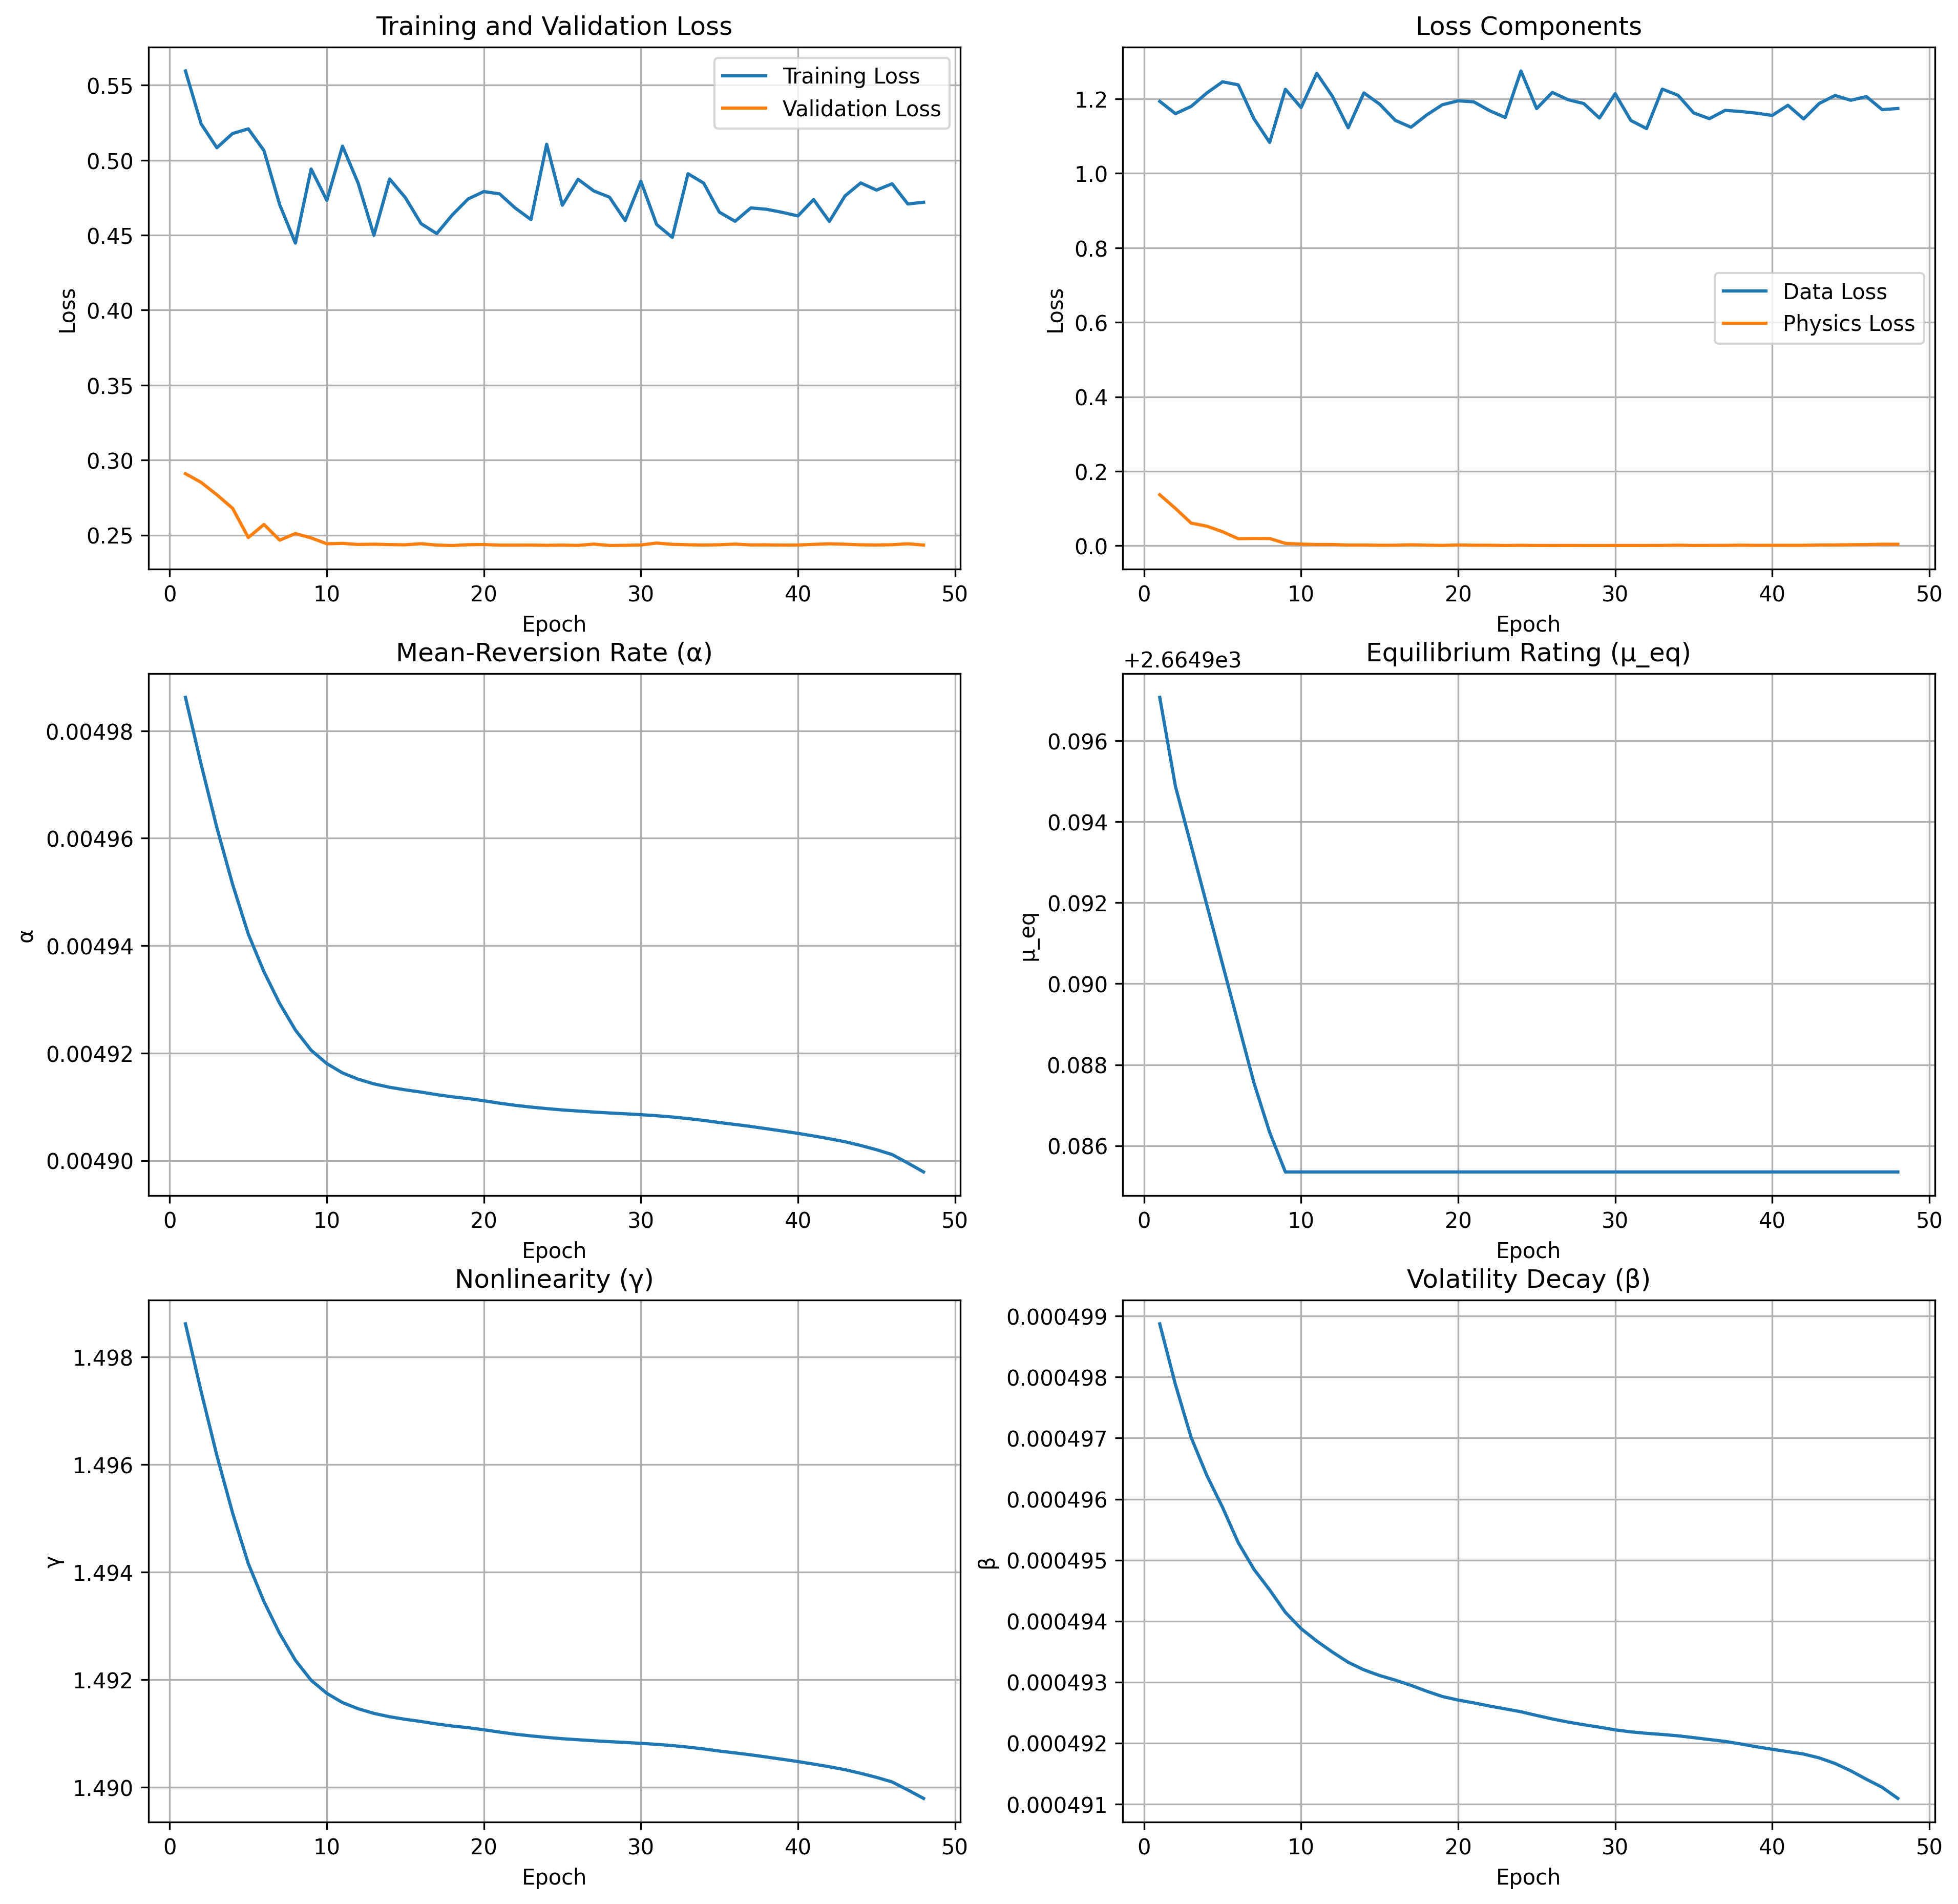 Training and Validation Loss
Training Loss
Validation Loss
0.55
0.50
0.45
0.40
0.35
0.30
0.25
Loss
0 10 20 30 40 50
Epoch
Loss Components
1.2
1.0
0.8
0.6
0.4
0.2
0.0
Data Loss
Physics Loss
Loss
0 10 20 30 40 50
Epoch
Mean-Reversion Rate (α)
0.00498
0.00496
0.00494
0.00492
0.00490
α
0 10 20 30 40 50
Epoch
+2.6649e3
Equilibrium Rating (μ_eq)
0.096
0.094
0.092
0.090
0.088
0.086
μ_eq
0 10 20 30 40 50
Epoch
Nonlinearity (γ)
1.498
1.496
1.494
1.492
1.490
γ
0 10 20 30 40 50
Epoch
Volatility Decay (β)
0.000499
0.000498
0.000497
0.000496
0.000495
0.000494
0.000493
0.000492
0.000491
β
0 10 20 30 40 50
Epoch